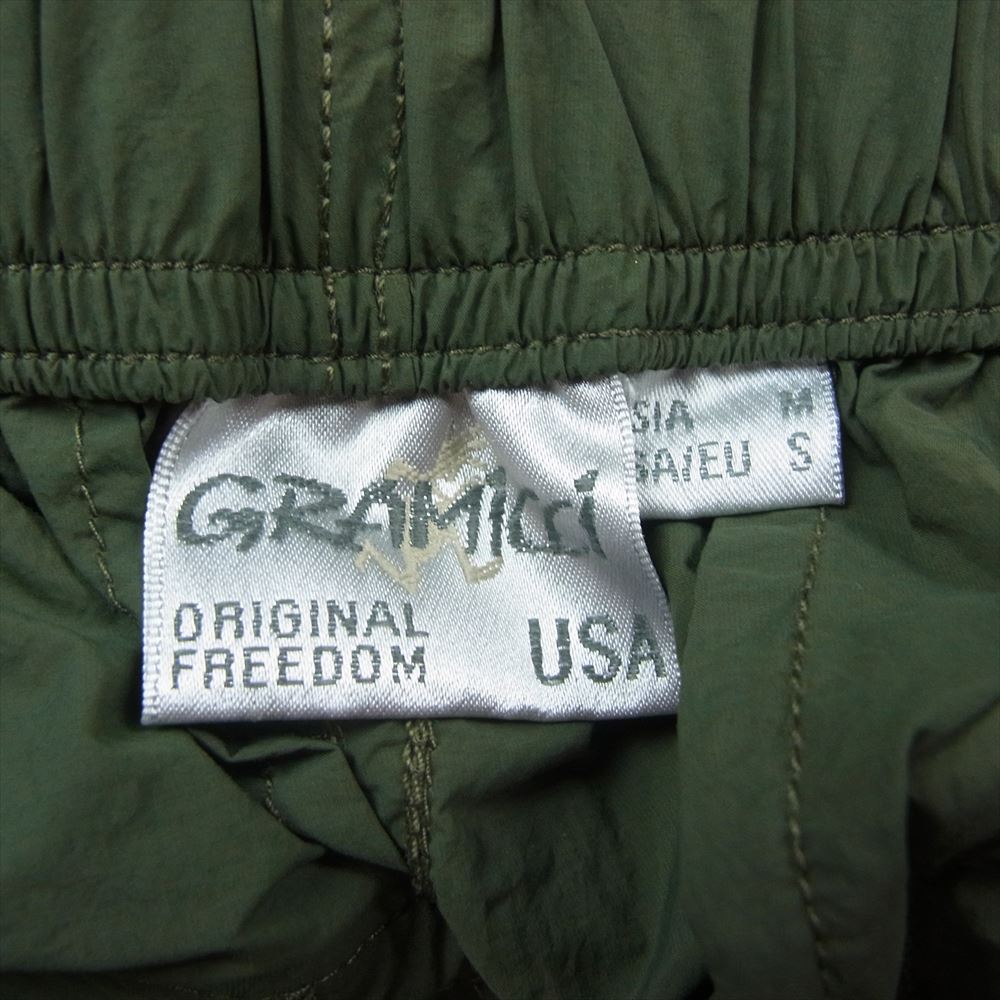 GRAMICCI
ORIGINAL
FREEDOM
USA
SIA M
SA/EU S